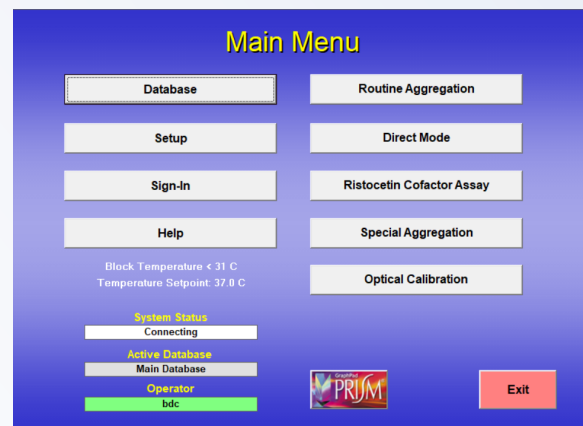 Main Menu
Database
Routine Aggregation
Setup
Direct Mode
Sign-In
Ristocetin Cofactor Assay
Help
Special Aggregation
Block Temperature < 31 C
Temperature Setpoint: 37.0 C
Optical Calibration
System Status
Connecting
Active Database
Main Database
Operator
bdc
GraphPad
PRISM
Exit